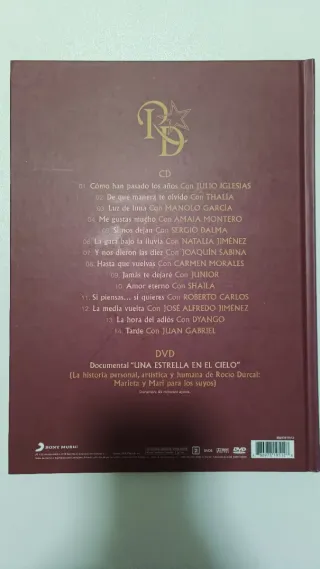 RD
CD
01. Cómo han pasado los años Con JULIO IGLESIAS
02. De que manera te olvido Con THALÍA
03. Luz de luna Con MANOLO GARCÍA
04. Me gustas mucho Con AMAIA MONTERO
05. Si nos dejan Con SERGIO DALMA
06. La gata bajo la lluvia Con NATALIA JIMÉNEZ
07. Y nos dieron las diez Con JOAQUÍN SABINA
08. Hasta que vuelvas Con CARMEN MORALES
09. Jamás te dejaré Con JUNIOR
10. Amor eterno Con SHAILA
11. Si piensas... si quieres Con ROBERTO CARLOS
12. La media vuelta Con JOSÉ ALFREDO JIMÉNEZ
13. La hora del adiós Con DYANGO
14. Tarde Con JUAN GABRIEL
DVD
Documental "UNA ESTRELLA EN EL CIELO"
(La historia personal, artística y humana de Rocío Dúrcal:
Marieta y Mari para los suyos)
SONY MUSIC
DVD